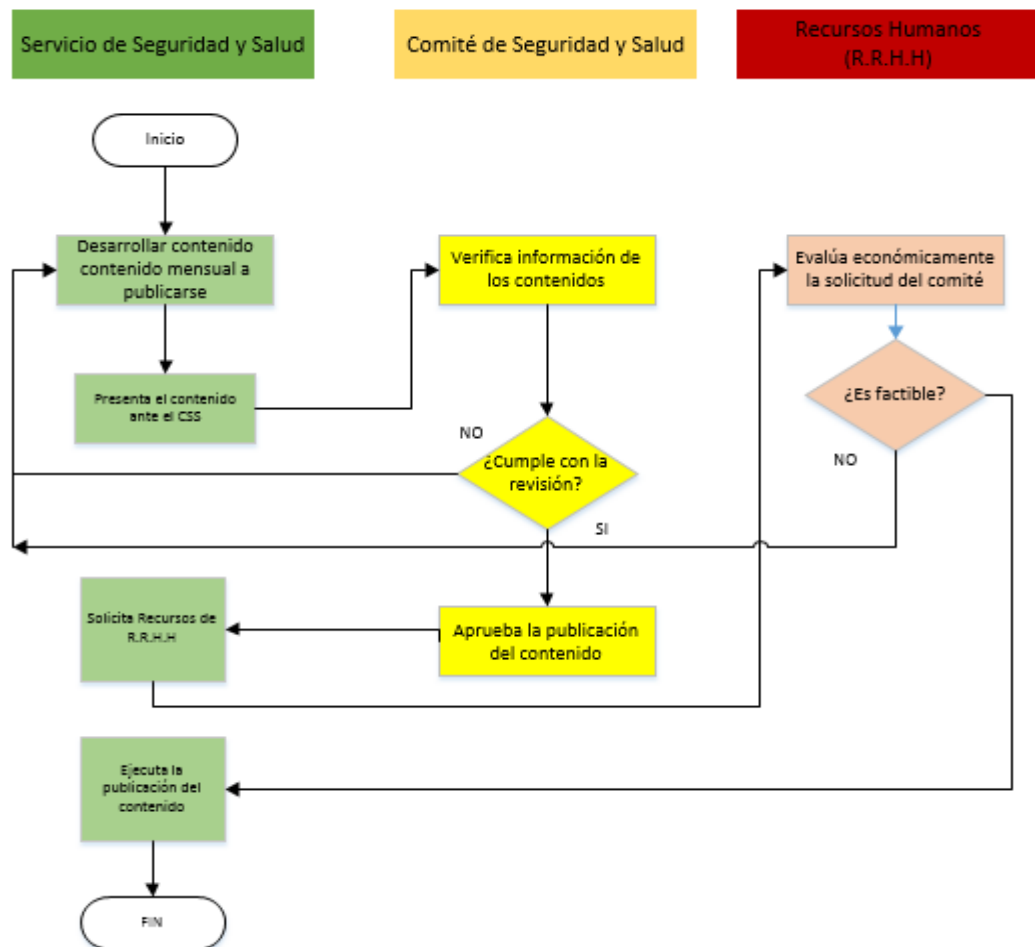 Servicio de Seguridad y Salud
Comité de Seguridad y Salud
Recursos Humanos
(R.R.H.H)
Inicio
Desarrollar contenido
contenido mensual a
publicarse
Verifica información de
los contenidos
Evalúa económicamente
la solicitud del comité
Presenta el contenido
ante el CSS
¿Es factible?
NO
¿Cumple con la
revisión?
NO
SI
Solicita Recursos de
R.R.H.H
Aprueba la publicación
del contenido
Ejecuta la
publicación del
contenido
FIN